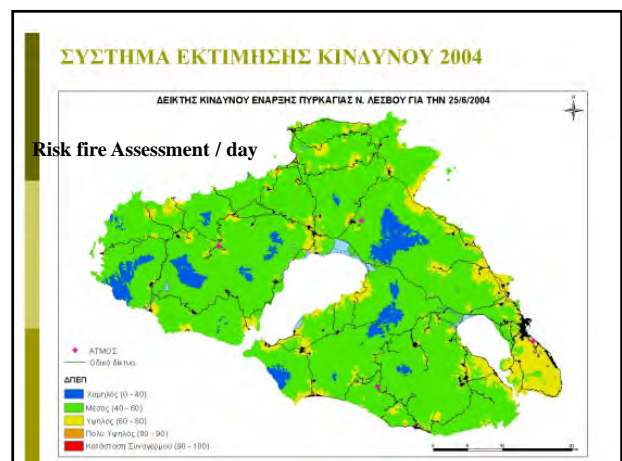 ΣΥΣΤΗΜΑ ΕΚΤΙΜΗΣΗΣ ΚΙΝΔΥΝΟΥ 2004
ΔΕΙΚΤΗΣ ΚΙΝΔΥΝΟΥ ΕΝΑΡΞΗΣ ΠΥΡΚΑΓΙΑΣ Ν. ΛΕΣΒΟΥ ΓΙΑ ΤΗΝ 25/6/2004
Risk fire Assessment / day
ΑΤΜΟΣ
Οδικό δίκτυο
ΔΠΕΠ
Χαμηλός (0 - 40)
Μέσος (40 - 60)
Υψηλός (60 - 80)
Πολυ Υψηλός (80 - 90)
Κατάσταση Συναγερμού (90 - 100)